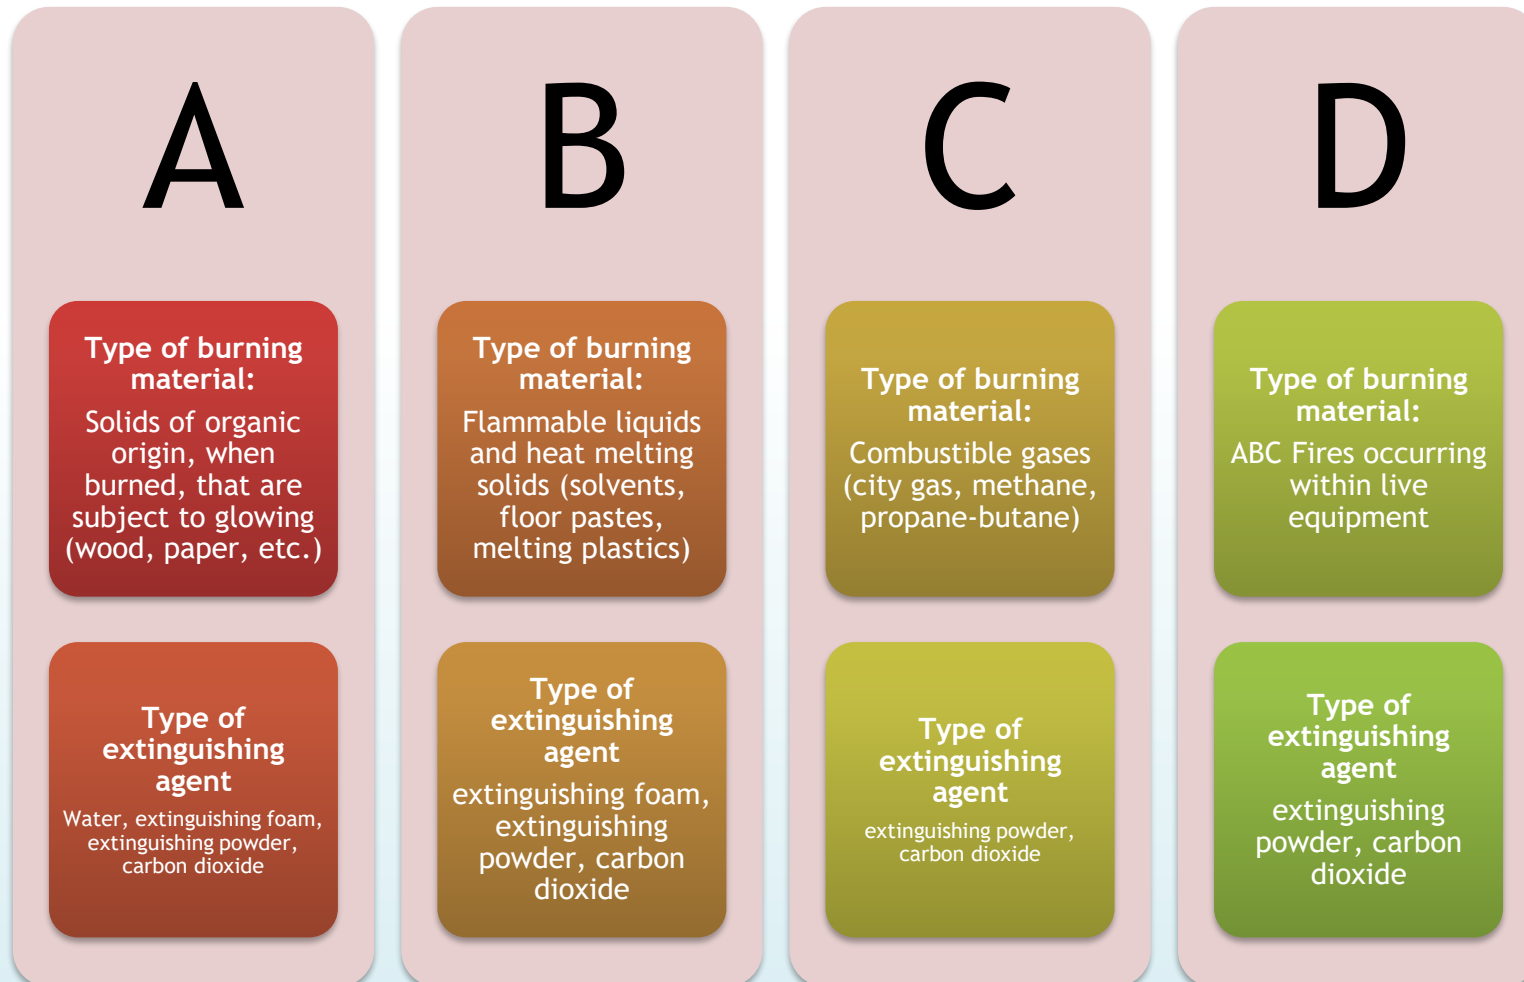 A
Type of burning
material:
Solids of organic
origin, when
burned, that are
subject to glowing
(wood, paper, etc.)
Type of
extinguishing
agent
Water, extinguishing foam,
extinguishing powder,
carbon dioxide
B
Type of burning
material:
Flammable liquids
and heat melting
solids (solvents,
floor pastes,
melting plastics)
Type of
extinguishing
agent
extinguishing foam,
extinguishing
powder, carbon
dioxide
C
Type of burning
material:
Combustible gases
(city gas, methane,
propane-butane)
Type of
extinguishing
agent
extinguishing powder,
carbon dioxide
D
Type of burning
material:
ABC Fires occurring
within live
equipment
Type of
extinguishing
agent
extinguishing
powder, carbon
dioxide